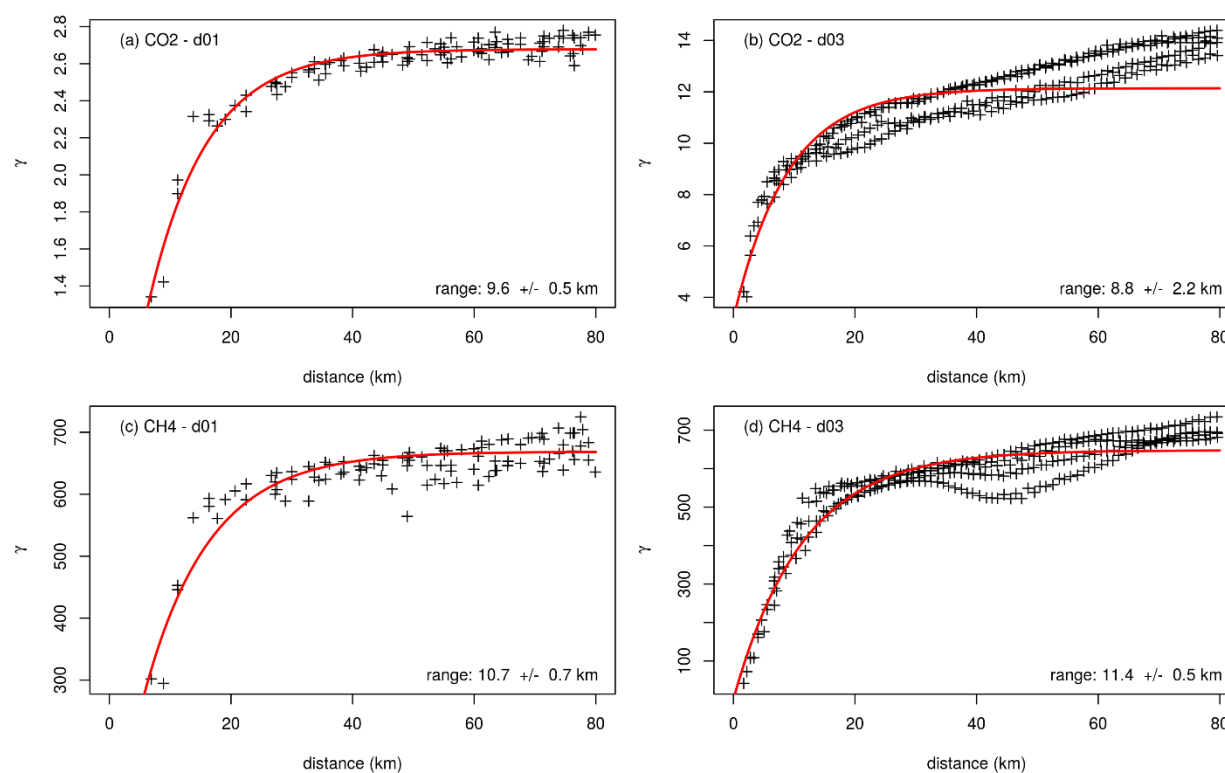 (a) CO2 - d01
γ
2.8
2.6
2.4
2.2
2.0
1.8
1.6
1.4
range: 9.6 +/- 0.5 km
0 20 40 60 80
distance (km)
(b) CO2 - d03
γ
14
12
10
8
6
4
range: 8.8 +/- 2.2 km
0 20 40 60 80
distance (km)
(c) CH4 - d01
γ
700
600
500
400
300
range: 10.7 +/- 0.7 km
0 20 40 60 80
distance (km)
(d) CH4 - d03
γ
700
500
300
100
range: 11.4 +/- 0.5 km
0 20 40 60 80
distance (km)